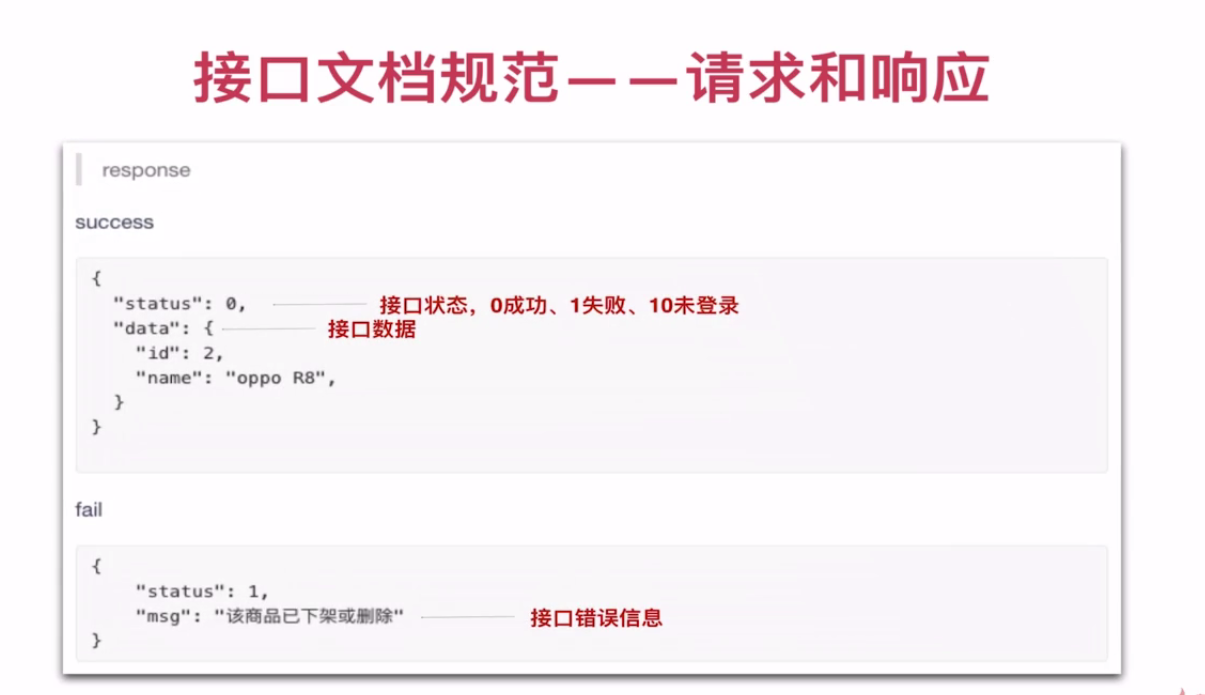 接口文档规范——请求和响应
response
success
{
"status": 0, 接口状态，0成功、1失败、10未登录
"data": { 接口数据
"id": 2,
"name": "oppo R8",
}
}
fail
{
"status": 1,
"msg": "该商品已下架或删除" 接口错误信息
}